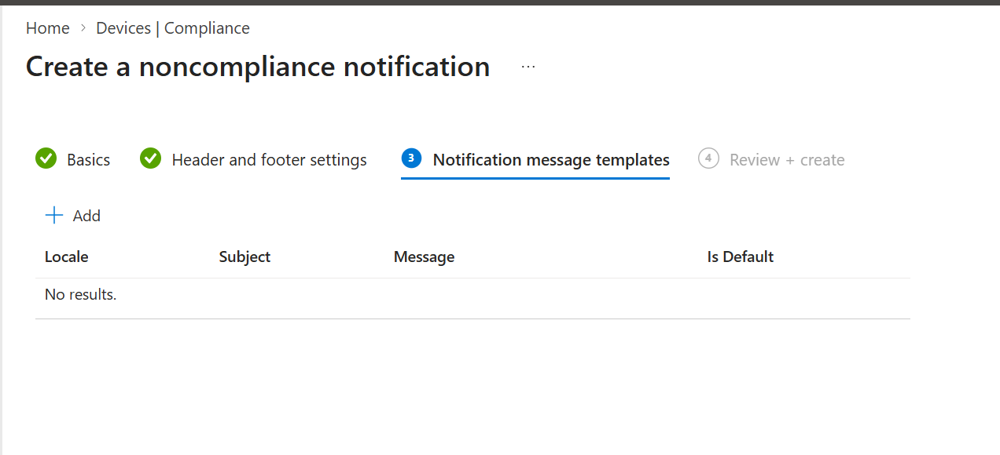 Home > Devices | Compliance
Create a noncompliance notification ...
Basics Header and footer settings 3 Notification message templates 4 Review + create
+ Add
Locale Subject Message Is Default
No results.